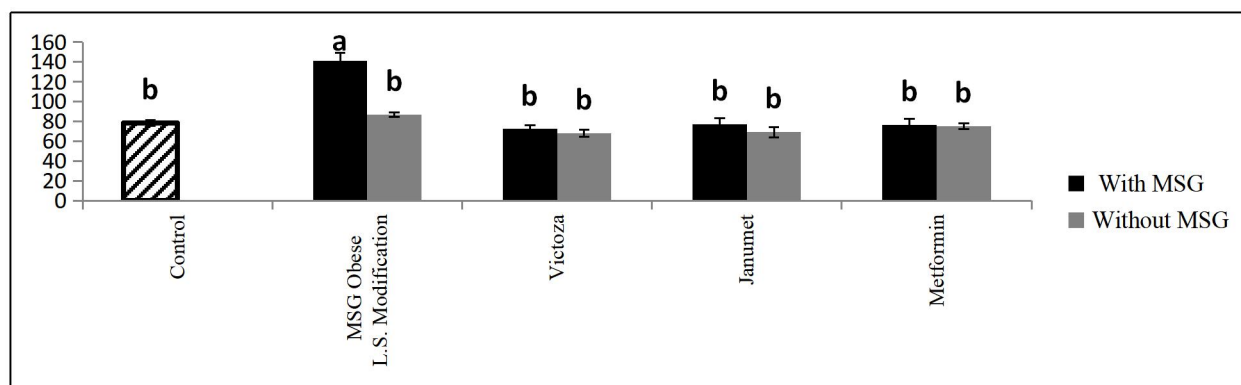 160
140
120
100
80
60
40
20
0
b
a
b
b
b
b
b
b
b
Control
MSG Obese
L.S. Modification
Victoza
Janumet
Metformin
With MSG
Without MSG